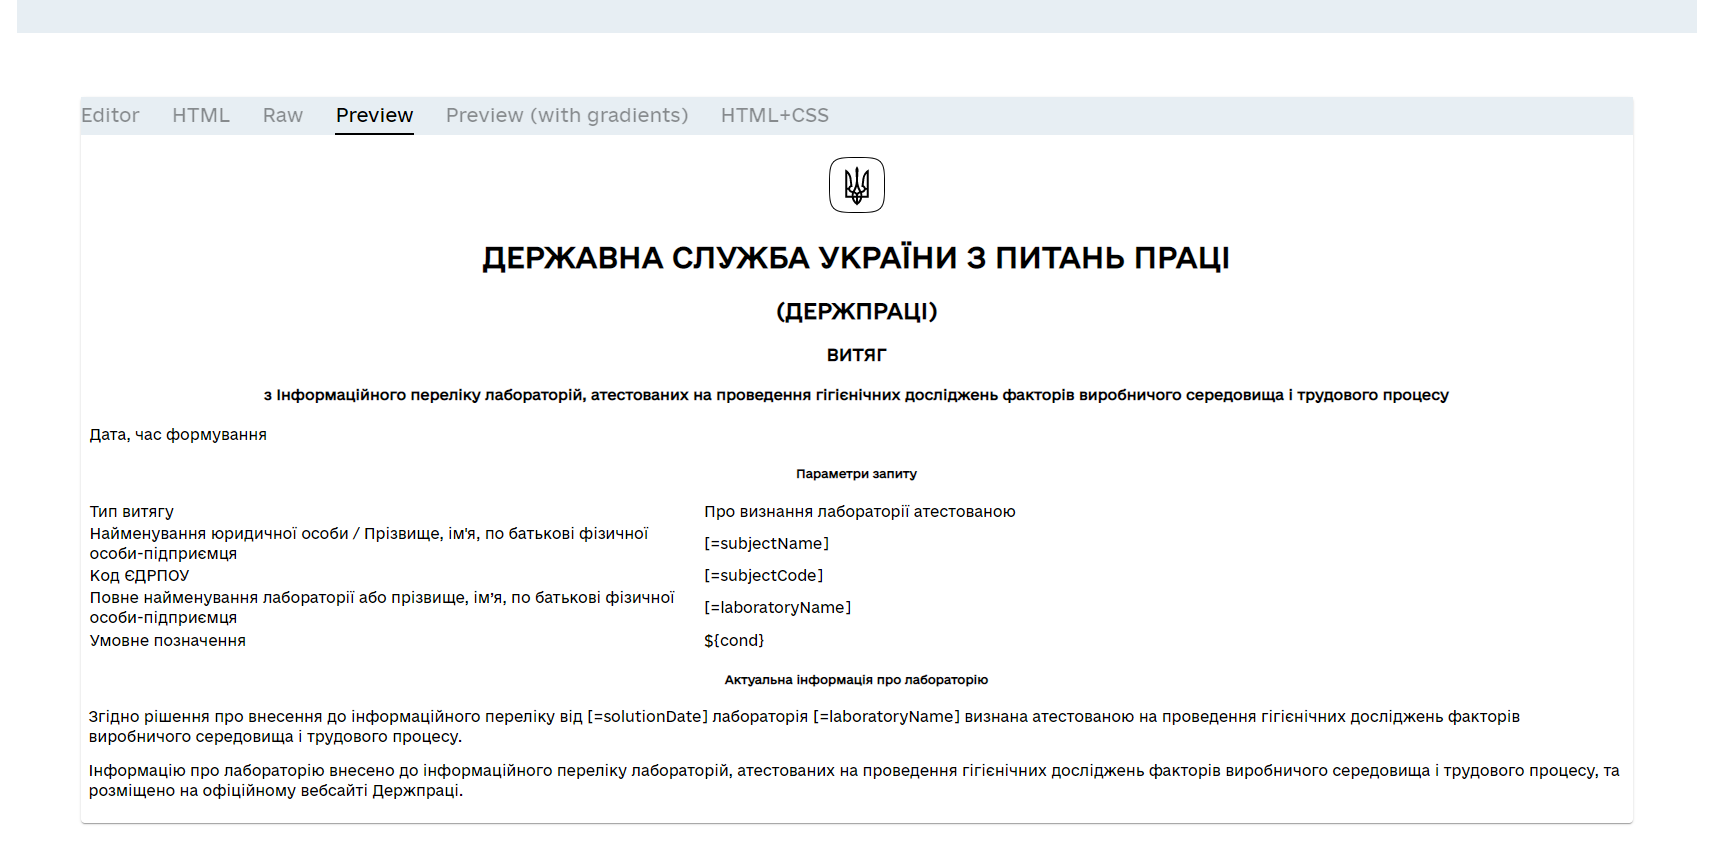 Editor HTML Raw Preview Preview (with gradients) HTML+CSS
ДЕРЖАВНА СЛУЖБА УКРАЇНИ З ПИТАНЬ ПРАЦІ
(ДЕРЖПРАЦІ)
ВИТЯГ
з Інформаційного переліку лабораторій, атестованих на проведення гігієнічних досліджень факторів виробничого середовища і трудового процесу
Дата, час формування
Параметри запиту
Тип витягу Про визнання лабораторії атестованою
Найменування юридичної особи / Прізвище, ім'я, по батькові фізичної
особи-підприємця [=subjectName]
Код ЄДРПОУ [=subjectCode]
Повне найменування лабораторії або прізвище, ім’я, по батькові фізичної
особи-підприємця [=laboratoryName]
Умовне позначення ${cond}
Актуальна інформація про лабораторію
Згідно рішення про внесення до інформаційного переліку від [=solutionDate] лабораторія [=laboratoryName] визнана атестованою на проведення гігієнічних досліджень факторів
виробничого середовища і трудового процесу.
Інформацію про лабораторію внесено до інформаційного переліку лабораторій, атестованих на проведення гігієнічних досліджень факторів виробничого середовища і трудового процесу, та
розміщено на офіційному вебсайті Держпраці.